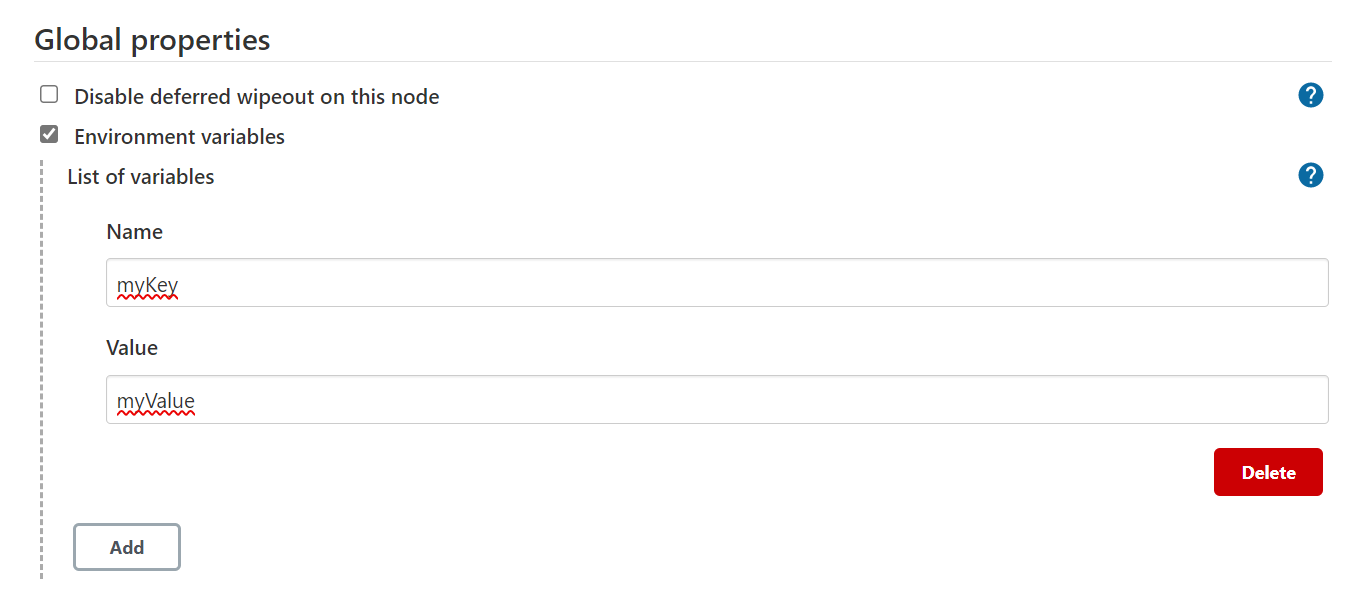 Global properties
Disable deferred wipeout on this node
?
Environment variables
List of variables
?
Name
myKey
Value
myValue
Delete
Add